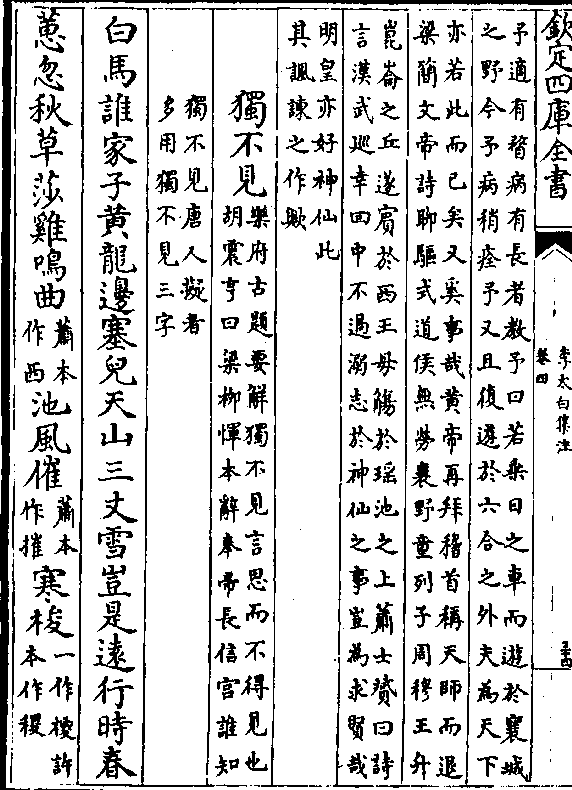 欽定四庫全書
李太白集注
卷四
予適有瞀病有長者教予曰若乘日之車而遊於襄城
之野今予病稍痊予又且復遊於六合之外夫為天下
亦若此而已矣又奚事哉黄帝再拜稽首稱天師而退
梁簡文帝詩聊驅式道侯無勞襄野童列子周穆王升
崑崙之丘遂賔於西王母觴於瑶池之上蕭士贇曰詩
言漢武廵幸回中不過溺志於神仙之事豈為求賢哉
明皇亦好神仙此
其諷諫之作歟
獨不見
樂府古題要解獨不見言思而不得見也
胡震亨曰梁柳惲本辭奉帚長信宫誰知
獨不見唐人擬者
多用獨不見三字
白馬誰家子黄龍邊塞兒天山三丈雪豈是遠行時春
蕙忽秋草莎雞鳴曲
蕭本
作西
池風催
蕭本
作摧
寒梭
一作椶許
本作稷